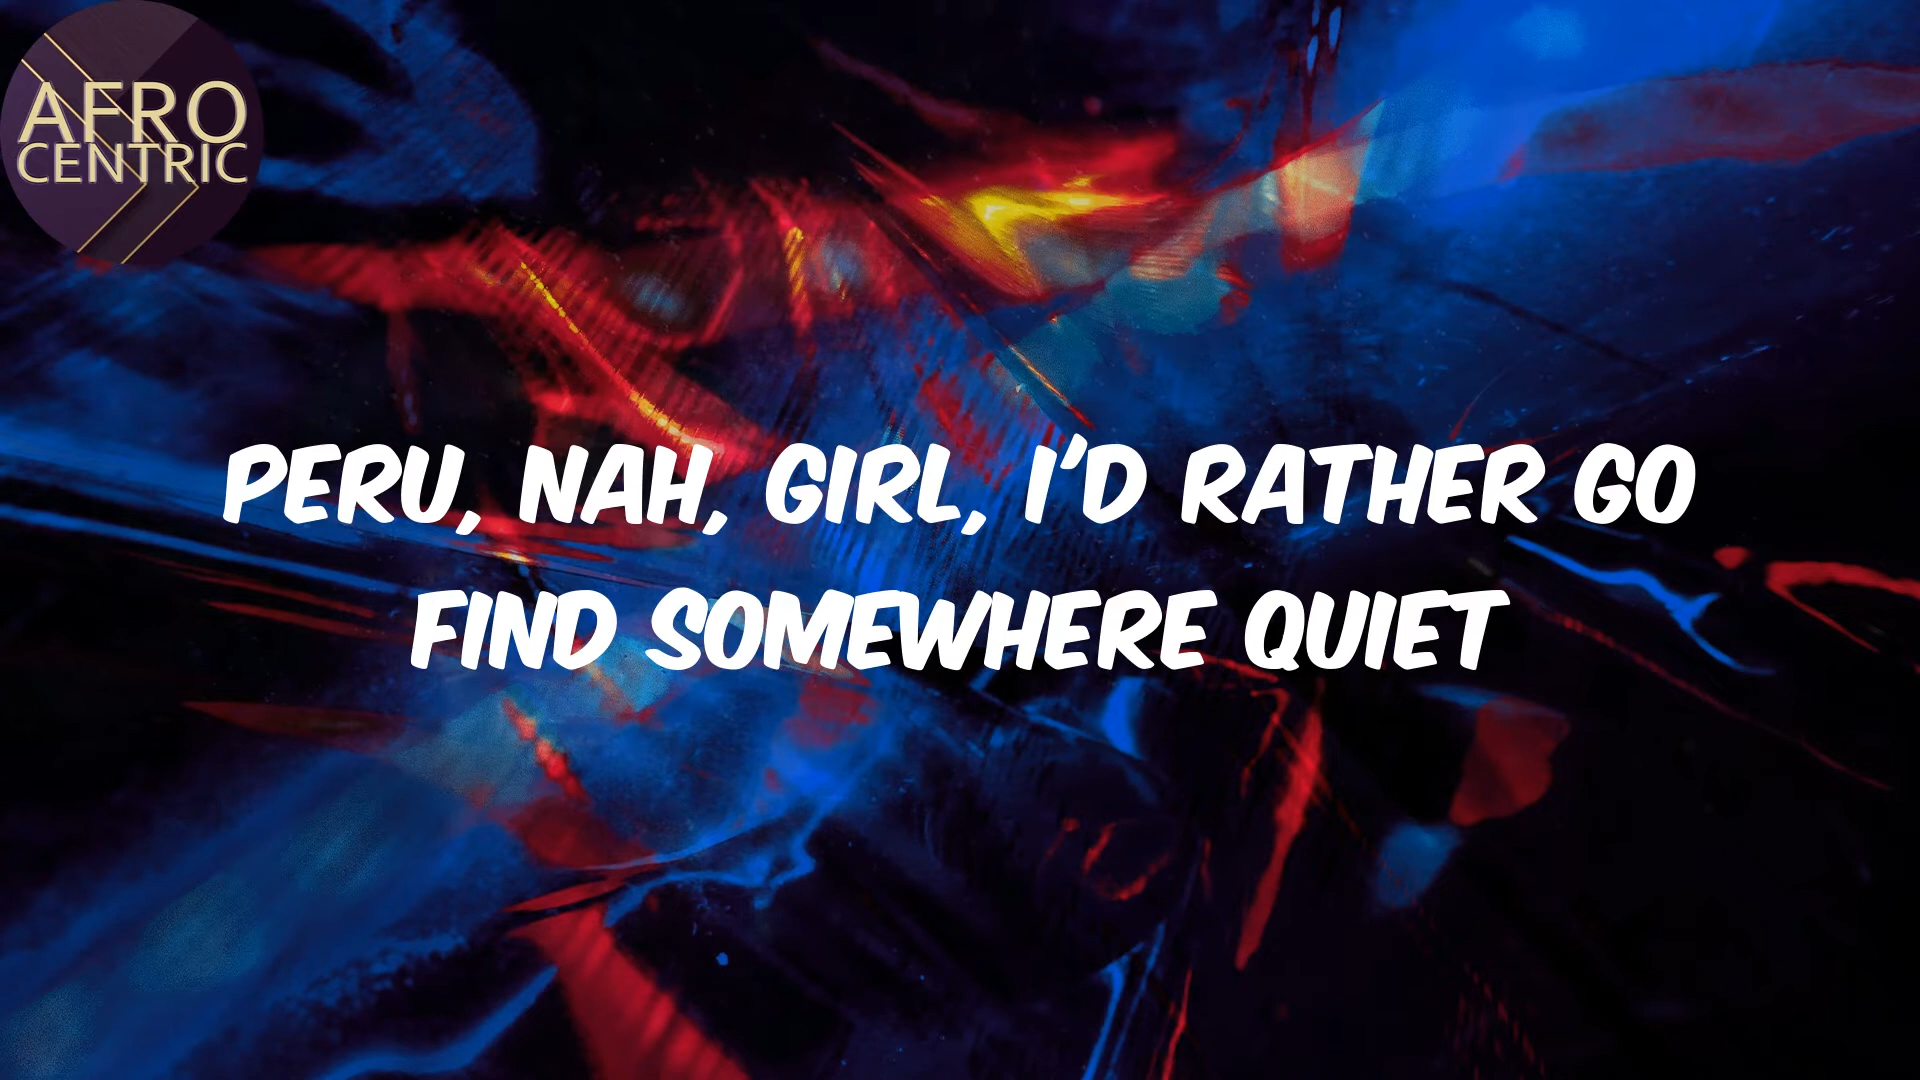 AFRO
CENTRIC
PERU, NAH, GIRL, I'D RATHER GO
FIND SOMEWHERE QUIET